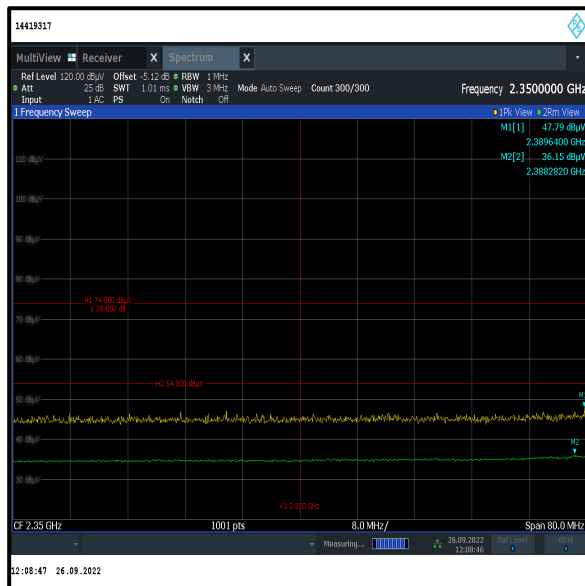 14419317
MultiView Receiver X Spectrum X
Ref Level 120.00 dBµV Offset -5.12 dB RBW 1 MHz
Att 25 dB SWT 1.01 ms VBW 3 MHz Mode Auto Sweep Count 300/300 Frequency 2.3500000 GHz
Input 1 AC PS On Notch Off
1 Frequency Sweep 1Pk View 2Rm View
M1[1] 47.79 dBµV
2.3896400 GHz
M2[2] 36.15 dBµV
2.3882820 GHz
110 dBµV
100 dBµV
90 dBµV
80 dBµV
H1 74.000 dBµV
Δ 20.000 dB
70 dBµV
60 dBµV
H2 54.000 dBµV
50 dBµV
M
40 dBµV
M2
30 dBµV
V1 2.350 GHz
CF 2.35 GHz 1001 pts 8.0 MHz/ Span 80.0 MHz
Measuring... 26.09.2022 Ref Level RBW
12:08:46
12:08:47 26.09.2022